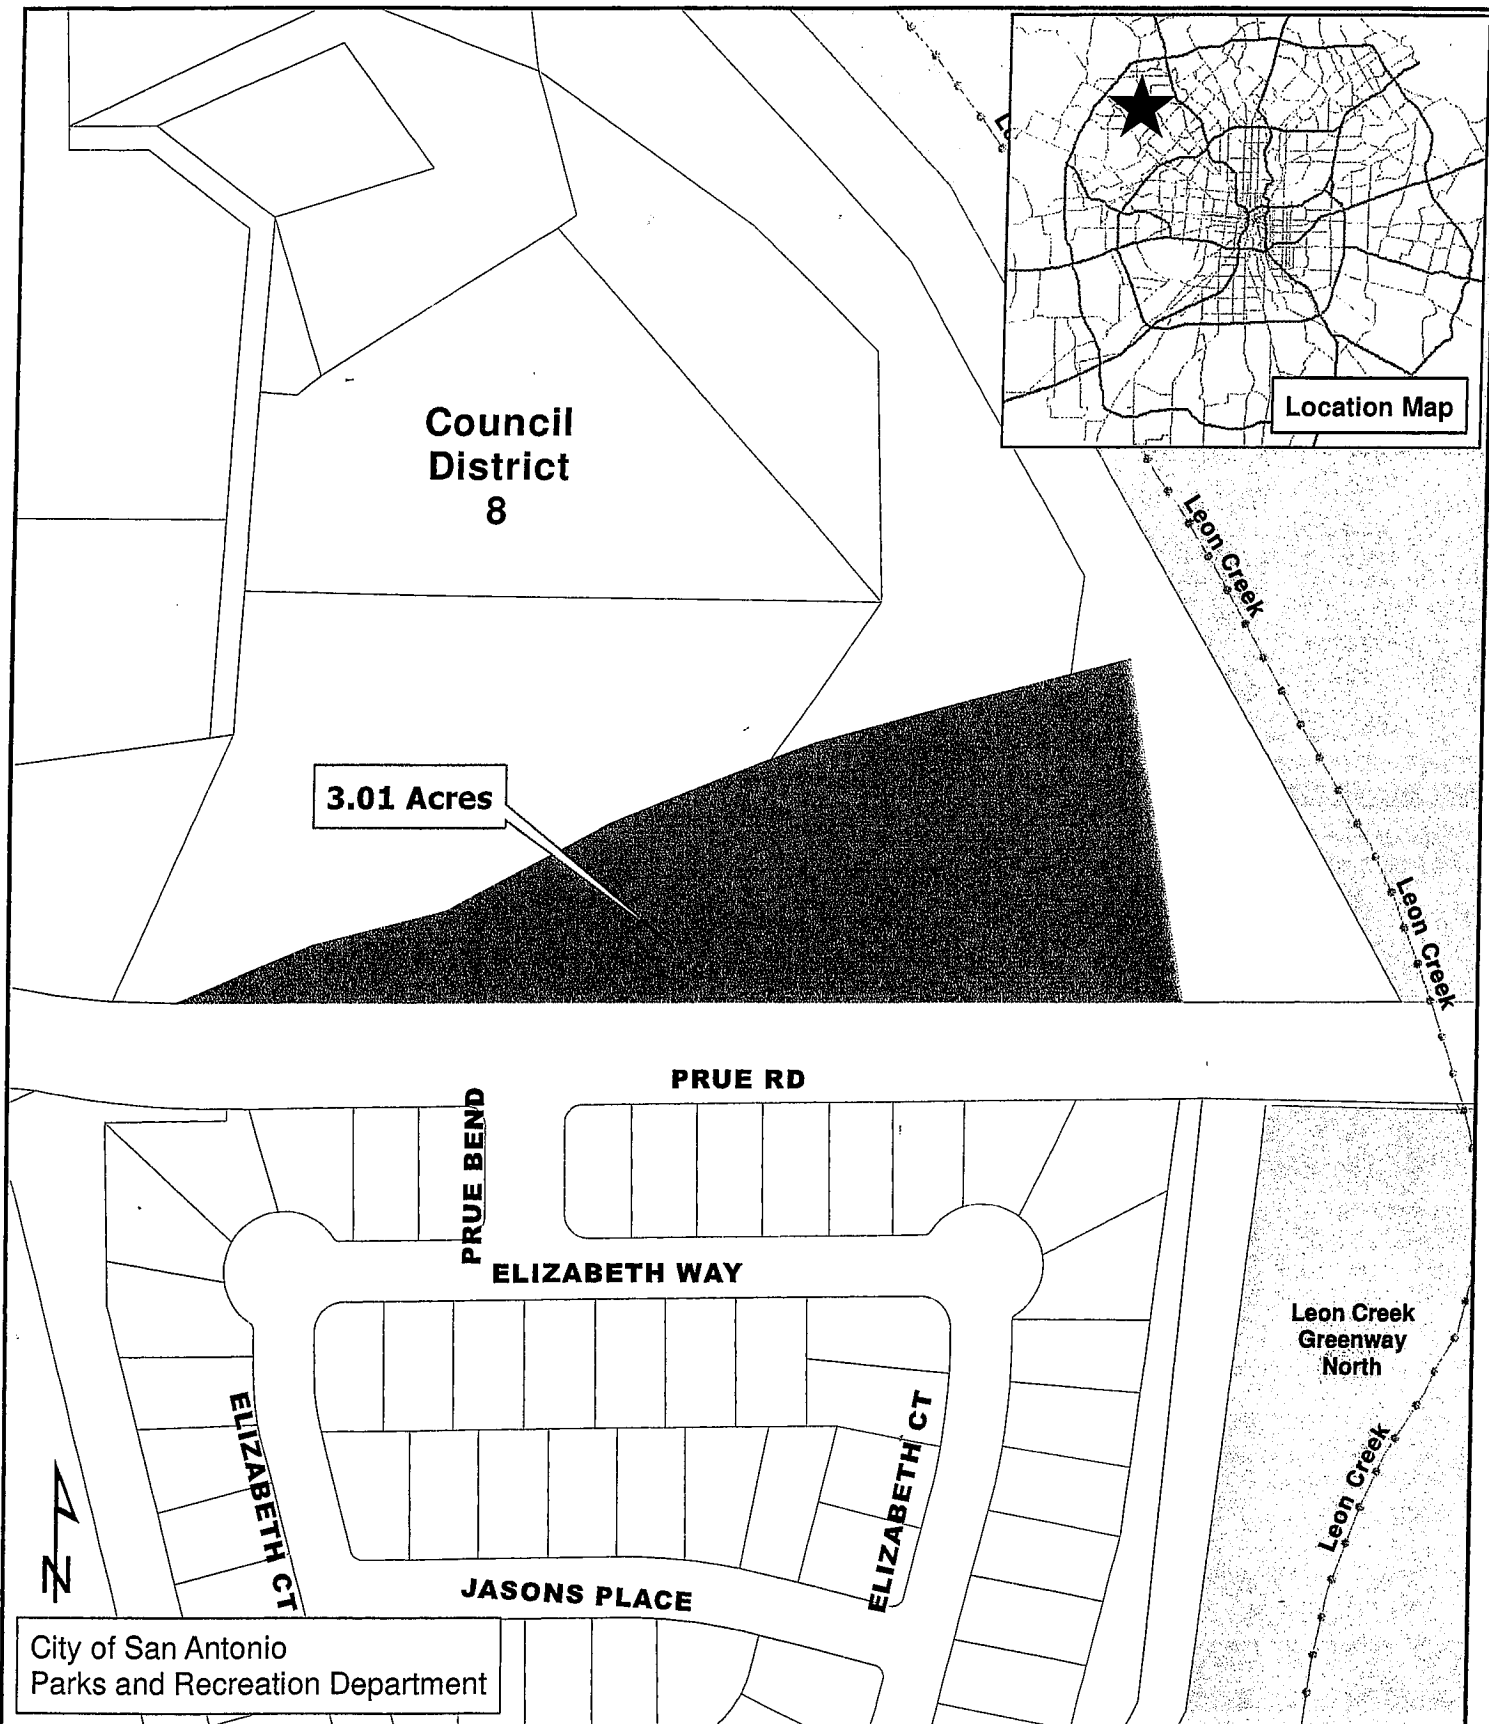 Location Map
Council
District
8
Leon Creek
3.01 Acres
Leon Creek
PRUE RD
PRUE BEND
ELIZABETH WAY
Leon Creek
Greenway
North
ELIZABETH CT
ELIZABETH CT
Leon Creek
JASONS PLACE
N
City of San Antonio
Parks and Recreation Department